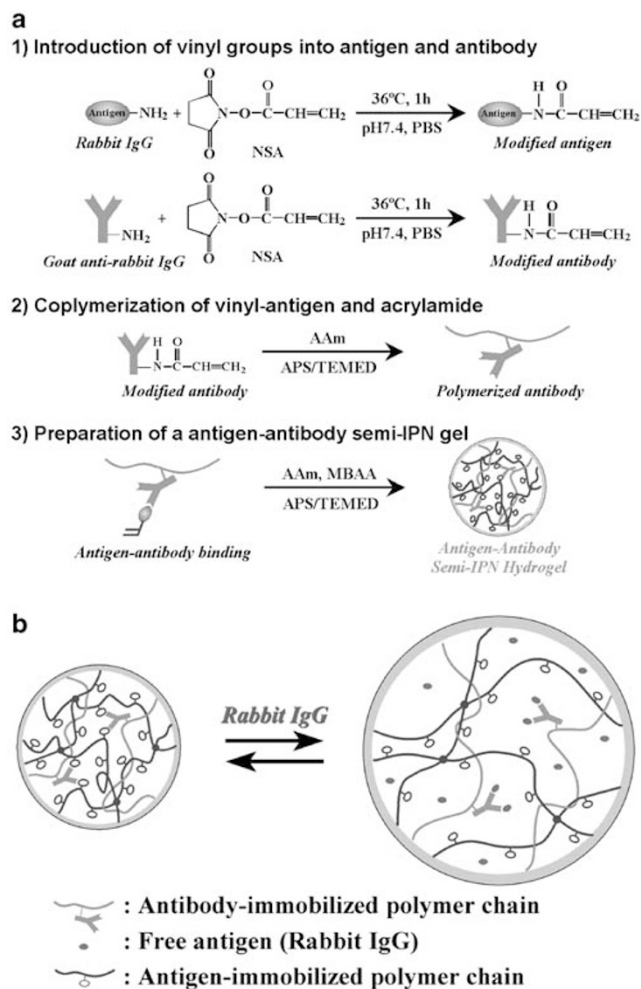 a
1) Introduction of vinyl groups into antigen and antibody
Antigen
NH2
+
O
N
O
O
C
O
CH=CH2
36ºC, 1h
pH7.4, PBS
Antigen
H
N
O
C
CH=CH2
Rabbit IgG
NSA
Modified antigen
NH2
+
O
N
O
O
C
O
CH=CH2
36ºC, 1h
pH7.4, PBS
H
N
O
C
CH=CH2
Goat anti-rabbit IgG
NSA
Modified antibody
2) Coplymerization of vinyl-antigen and acrylamide
H
N
O
C
CH=CH2
AAm
APS/TEMED
Modified antibody
Polymerized antibody
3) Preparation of a antigen-antibody semi-IPN gel
AAm, MBAA
APS/TEMED
Antigen-antibody binding
Antigen-Antibody
Semi-IPN Hydrogel
b
Rabbit IgG
: Antibody-immobilized polymer chain
: Free antigen (Rabbit IgG)
: Antigen-immobilized polymer chain